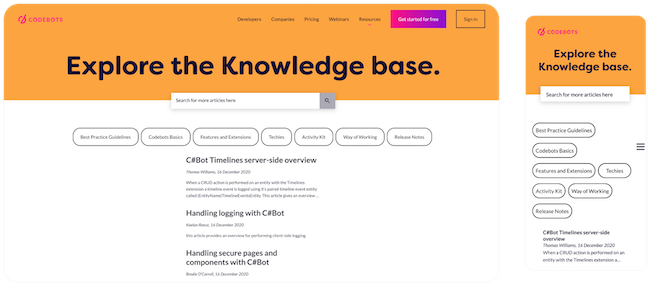 CODEBOTS
Developers Companies Pricing Webinars Resources Get started for free Sign in
Explore the Knowledge base.
Search for more articles here
Best Practice Guidelines Codebots Basics Features and Extensions Techies Activity Kit Way of Working Release Notes
C#Bot Timelines server-side overview
Thomas Williams, 16 December 2020
When a CRUD action is performed on an entity with the Timelines
extension a timeline event is logged using it's paired timeline event entity
called [EntityName]TimelineEventsEntity. This article gives an overview ...
Handling logging with C#Bot
Kaelan Reece, 16 December 2020
this article provides an overview for performing client-side logging
Handling secure pages and
components with C#Bot
Brodie O'Carroll, 16 December 2020
CODEBOTS
Explore the
Knowledge base.
Search for more articles here
Best Practice Guidelines
Codebots Basics
Features and Extensions Techies
Activity Kit Way of Working
Release Notes
C#Bot Timelines server-side
overview
Thomas Williams, 16 December 2020
When a CRUD action is performed on an
entity with the Timelines extension a...